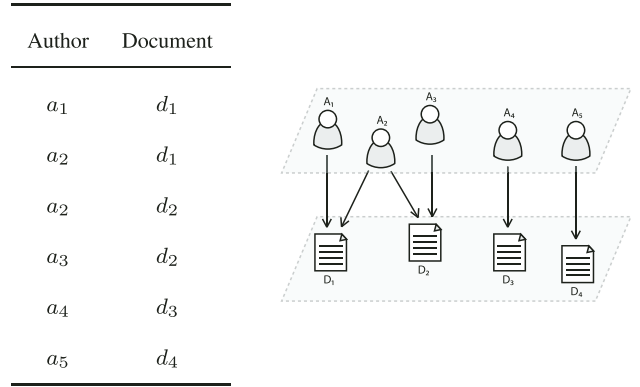 Author Document
a₁ d₁
a₂ d₁
a₂ d₂
a₃ d₂
a₄ d₃
a₅ d₄
A₁ A₂ A₃ A₄ A₅
D₁ D₂ D₃ D₄